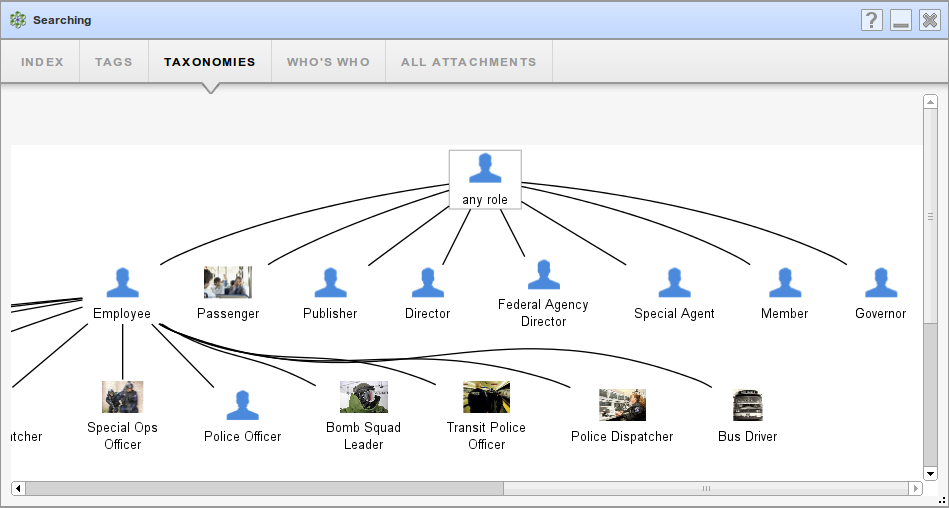 Searching
?
INDEX
TAGS
TAXONOMIES
WHO'S WHO
ALL ATTACHMENTS
any role
Employee
Passenger
Publisher
Director
Federal Agency
Director
Special Agent
Member
Governor
tcher
Special Ops
Officer
Police Officer
Bomb Squad
Leader
Transit Police
Officer
Police Dispatcher
Bus Driver